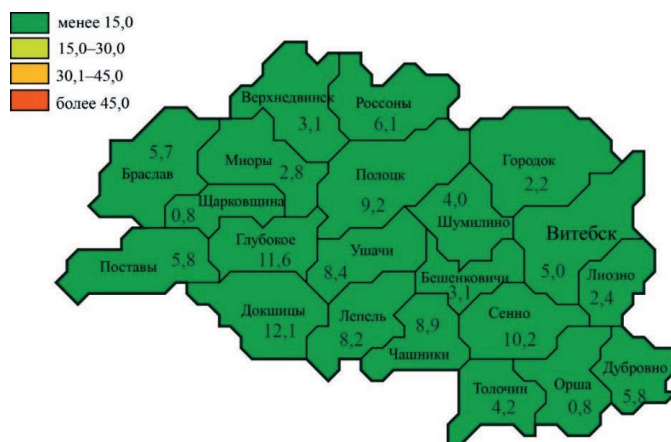 менее 15,0
15,0–30,0
30,1–45,0
более 45,0
Верхнедвинск
3,1
Россоны
6,1
5,7
Браслав
Миоры
2,8
Полоцк
9,2
Городок
2,2
Щарковщина
0,8
4,0
Шумилино
Глубокое
11,6
Ушачи
8,4
Витебск
5,0
Поставы
5,8
Бешенковичи
3,1
Лиозно
2,4
Докшицы
12,1
Лепель
8,2
8,9
Чашники
Сенно
10,2
Толочин
4,2
Орша
0,8
Дубровно
5,8